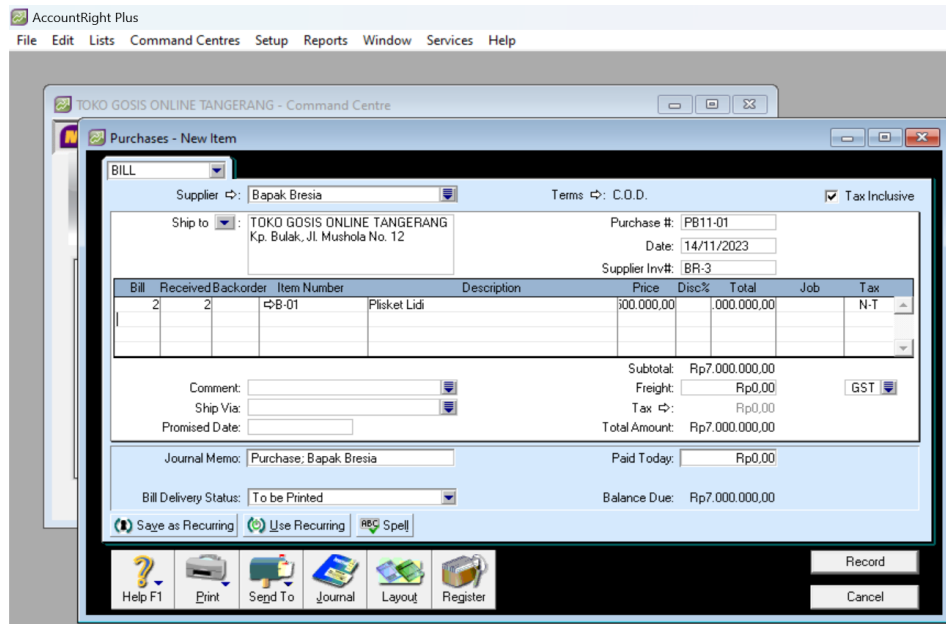 AccountRight Plus
File Edit Lists Command Centres Setup Reports Window Services Help
TOKO GOSIS ONLINE TANGERANG - Command Centre
Purchases - New Item
BILL
Supplier : Bapak Bresia Terms : C.O.D. Tax Inclusive
Ship to : TOKO GOSIS ONLINE TANGERANG Purchase #: PB11-01
Kp. Bulak, Jl. Mushola No. 12
Date: 14/11/2023
Supplier Inv#: BR-3
Bill Received Backorder Item Number Description Price Disc% Total Job Tax
2 2 B-01 Plisket Lidi 500.000,00 .000.000,00 N-T
Subtotal: Rp7.000.000,00
Comment: Freight: Rp0,00 GST
Ship Via: Tax : Rp0,00
Promised Date: Total Amount: Rp7.000.000,00
Journal Memo: Purchase; Bapak Bresia Paid Today: Rp0,00
Bill Delivery Status: To be Printed Balance Due: Rp7.000.000,00
Save as Recurring Use Recurring ABC Spell
Help F1 Print Send To Journal Layout Register
Record
Cancel